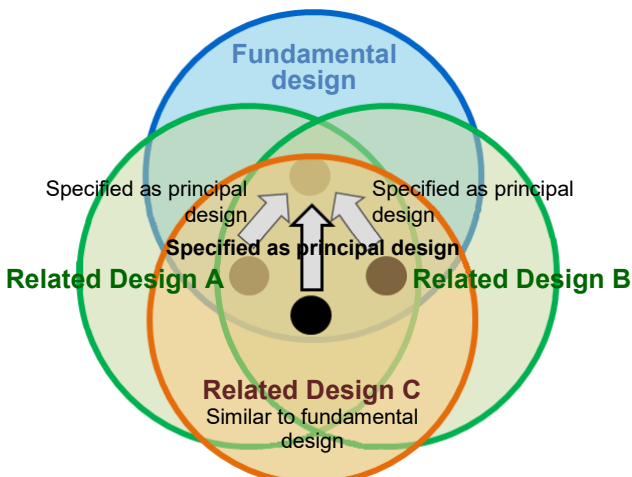 Fundamental
design
Specified as principal
design
Specified as principal
design
Specified as principal design
Related Design A
Related Design B
Related Design C
Similar to fundamental
design